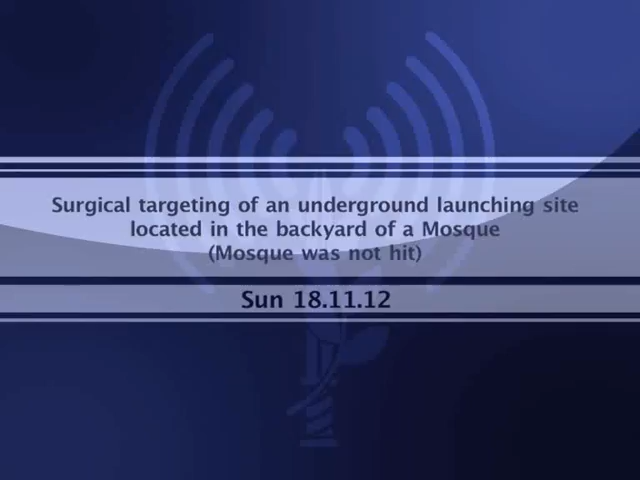 Surgical targeting of an underground launching site
located in the backyard of a Mosque
(Mosque was not hit)
Sun 18.11.12